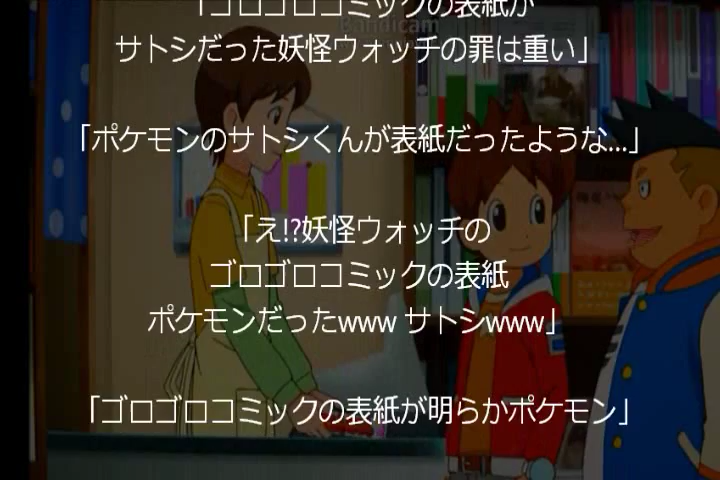 「ゴロゴロコミックの表紙が
Bandicam
サトシだった妖怪ウォッチの罪は重い」
「ポケモンのサトシくんが表紙だったような...」
「え!?妖怪ウォッチの
ゴロゴロコミックの表紙
ポケモンだったwww サトシwww」
「ゴロゴロコミックの表紙が明らかポケモン」